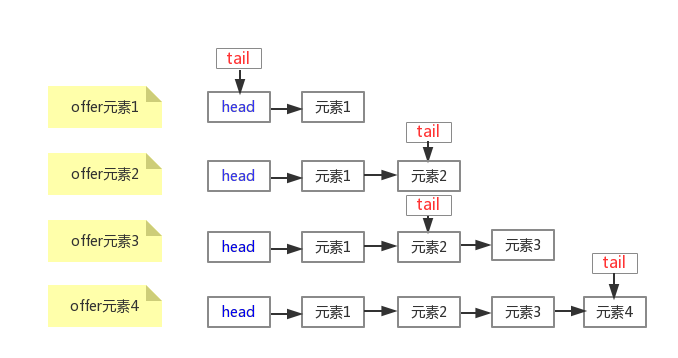 tail
offer元素1
head
元素1
tail
offer元素2
head
元素1
元素2
tail
offer元素3
head
元素1
元素2
元素3
tail
offer元素4
head
元素1
元素2
元素3
元素4